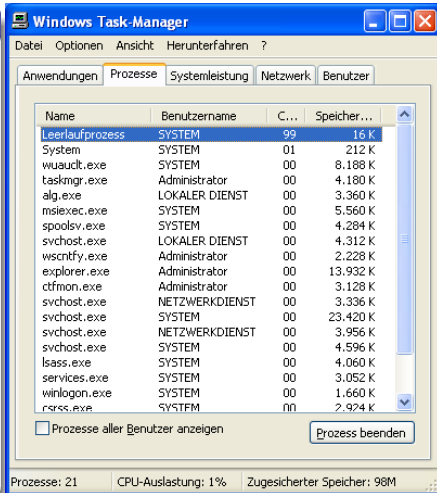 Windows Task-Manager
Datei Optionen Ansicht Herunterfahren ?
Anwendungen Prozesse Systemleistung Netzwerk Benutzer
Name Benutzername C... Speicher...
Leerlaufprozess SYSTEM 99 16 K
System SYSTEM 01 212 K
wuauclt.exe SYSTEM 00 8.188 K
taskmgr.exe Administrator 00 4.180 K
alg.exe LOKALER DIENST 00 3.360 K
msiexec.exe SYSTEM 00 5.560 K
spoolsv.exe SYSTEM 00 4.284 K
svchost.exe LOKALER DIENST 00 4.312 K
wscntfy.exe Administrator 00 2.228 K
explorer.exe Administrator 00 13.932 K
ctfmon.exe Administrator 00 3.128 K
svchost.exe NETZWERKDIENST 00 3.336 K
svchost.exe SYSTEM 00 23.420 K
svchost.exe NETZWERKDIENST 00 3.956 K
svchost.exe SYSTEM 00 4.596 K
lsass.exe SYSTEM 00 4.060 K
services.exe SYSTEM 00 3.052 K
winlogon.exe SYSTEM 00 1.660 K
csrss.exe SYSTEM 00 2.924 K
Prozesse aller Benutzer anzeigen Prozess beenden
Prozesse: 21 CPU-Auslastung: 1% Zugesicherter Speicher: 98M